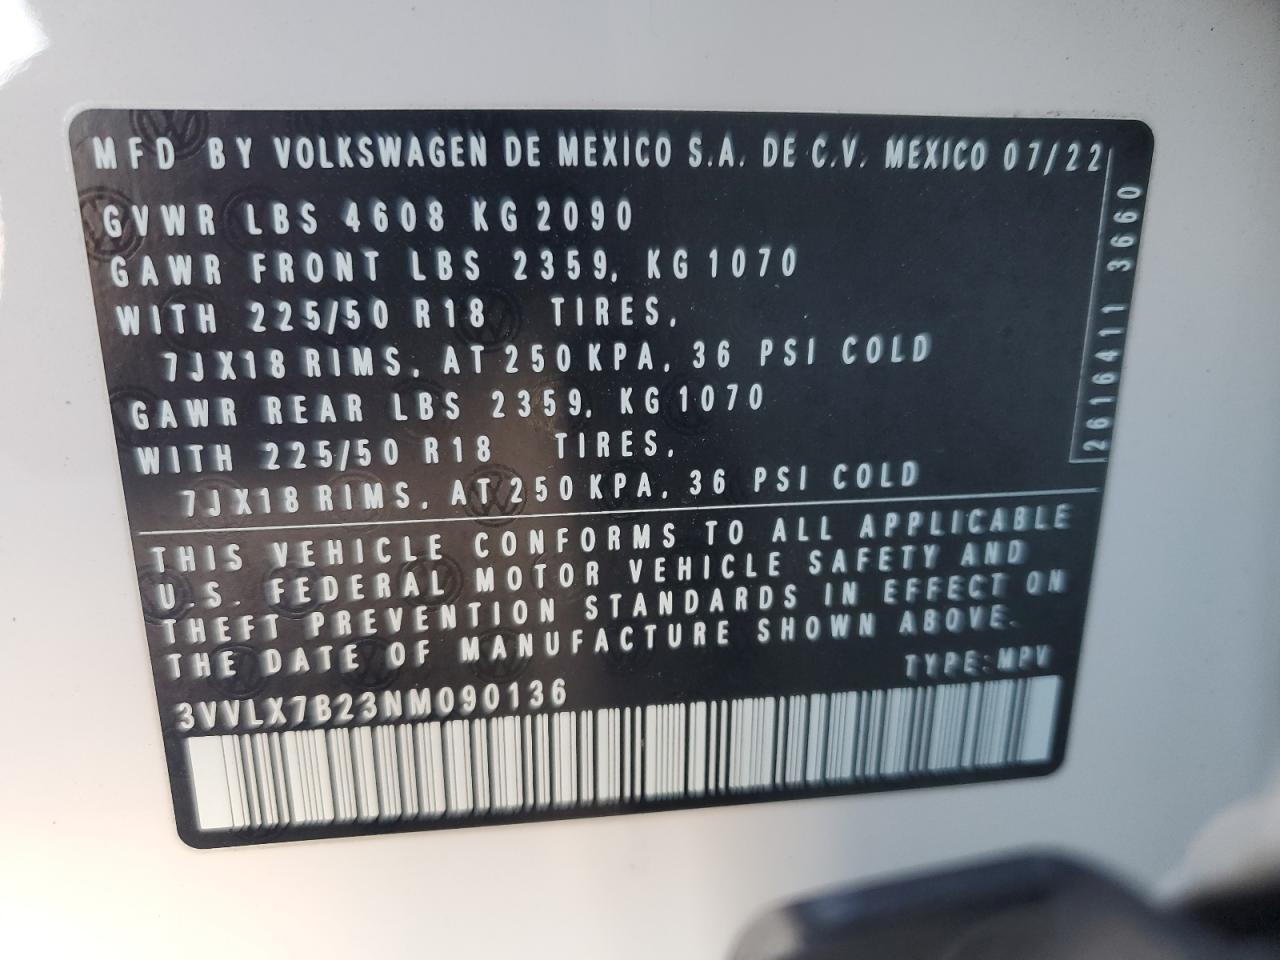 MFD BY VOLKSWAGEN DE MEXICO S.A. DE C.V. MEXICO 07/22
GVWR LBS 4608 KG 2090
GAWR FRONT LBS 2359, KG 1070
WITH 225/50 R18 TIRES,
7JX18 RIMS, AT 250 KPA, 36 PSI COLD
GAWR REAR LBS 2359, KG 1070
WITH 225/50 R18 TIRES,
7JX18 RIMS, AT 250 KPA, 36 PSI COLD
2616411 3660
THIS VEHICLE CONFORMS TO ALL APPLICABLE
U.S. FEDERAL MOTOR VEHICLE SAFETY AND
THEFT PREVENTION STANDARDS IN EFFECT ON
THE DATE OF MANUFACTURE SHOWN ABOVE.
TYPE: MPV
3VVLX7B23NM090136